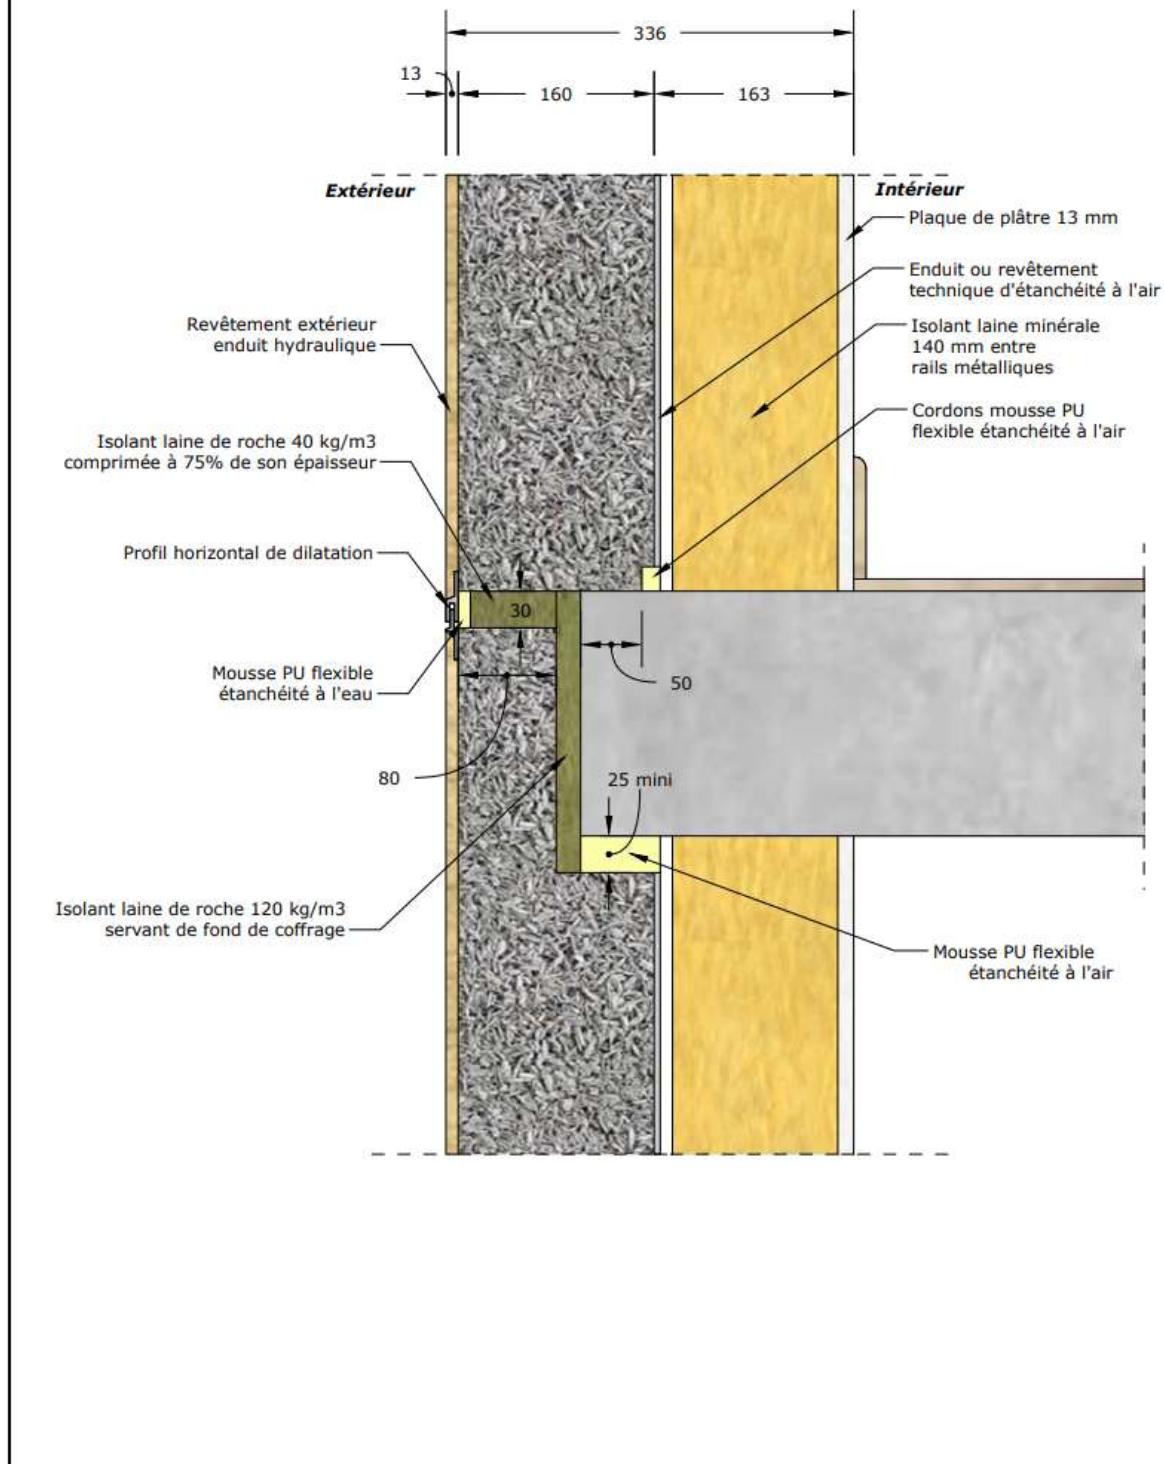 336
13
160
163
Extérieur
Intérieur
Plaque de plâtre 13 mm
Enduit ou revêtement
technique d'étanchéité à l'air
Revêtement extérieur
enduit hydraulique
Isolant laine minérale
140 mm entre
rails métalliques
Cordons mousse PU
flexible étanchéité à l'air
Isolant laine de roche 40 kg/m3
comprimée à 75% de son épaisseur
Profil horizontal de dilatation
30
Mousse PU flexible
étanchéité à l'eau
50
80
25 mini
Isolant laine de roche 120 kg/m3
servant de fond de coffrage
Mousse PU flexible
étanchéité à l'air